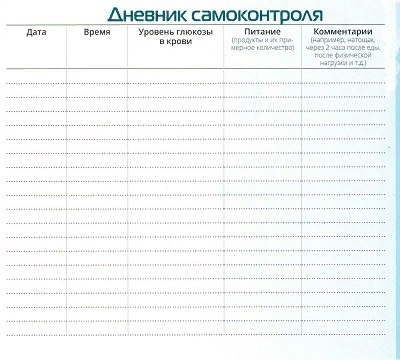 Дневник самоконтроля
Дата
Время
Уровень глюкозы
в крови
Питание
(продукты и их при-
мерное количество)
Комментарии
(например, натощак,
через 2 часа после еды,
после физической
нагрузки и т.д.)